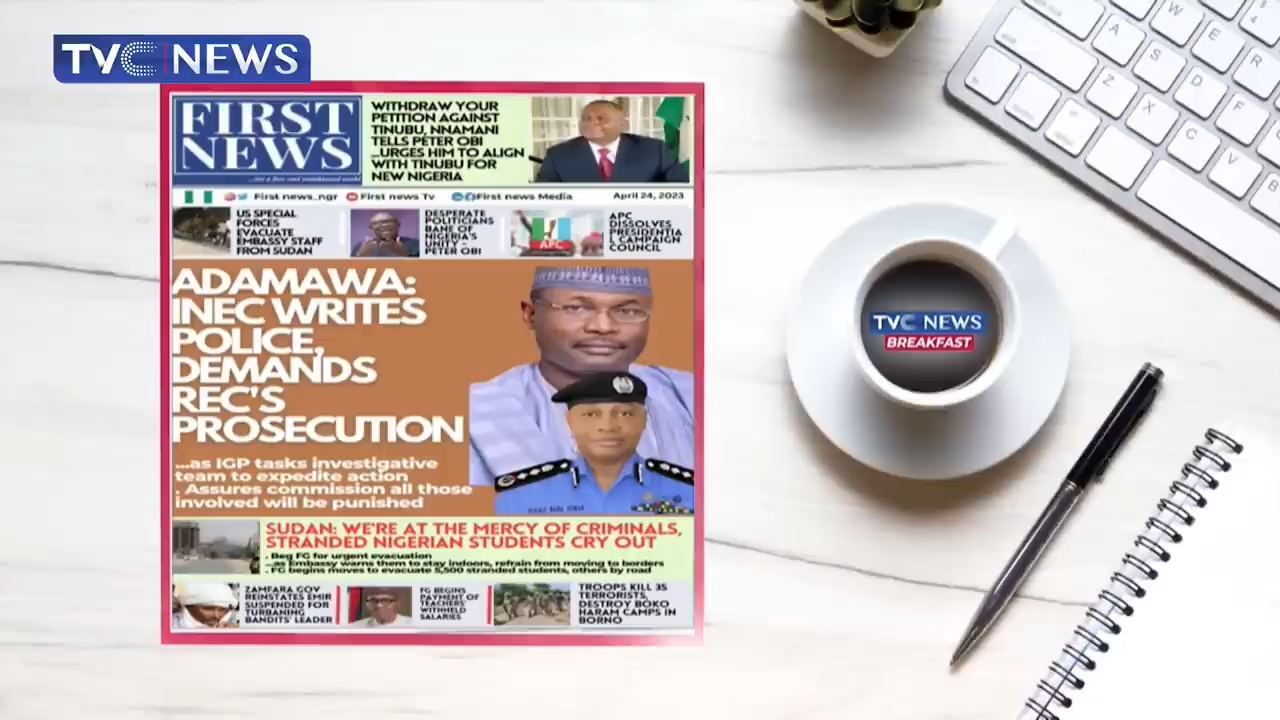 TVC NEWS
FIRST
NEWS
WITHDRAW YOUR
PETITION AGAINST
TINUBU, NNAMANI
TELLS PETER OBI
...URGES HIM TO ALIGN
WITH TINUBU FOR
NEW NIGERIA
First news_ngr
First news Tv
First news Media
April 24, 2023
US SPECIAL
FORCES
EVACUATE
EMBASSY STAFF
FROM SUDAN
DESPERATE
POLITICIANS
BANE OF
NIGERIA'S
UNITY -
PETER OBI
APC
APC
DISSOLVES
PRESIDENTIA
L CAMPAIGN
COUNCIL
ADAMAWA:
INEC WRITES
POLICE,
DEMANDS
REC'S
PROSECUTION
...as IGP tasks investigative
team to expedite action
. Assures commission all those
involved will be punished
SUDAN: WE'RE AT THE MERCY OF CRIMINALS,
STRANDED NIGERIAN STUDENTS CRY OUT
. Beg FG for urgent evacuation
...as Embassy warns them to stay indoors, refrain from moving to borders
. FG begins moves to evacuate 5,500 stranded students, others by road
ZAMFARA GOV
REINSTATES EMIR
SUSPENDED FOR
TURBANING
BANDITS' LEADER
FG BEGINS
PAYMENT OF
TEACHERS'
WITHHELD
SALARIES
TROOPS KILL 35
TERRORISTS,
DESTROY BOKO
HARAM CAMPS IN
BORNO
TVC NEWS
BREAKFAST
W
E
R
A
S
D
F
Z
X
C
V
B